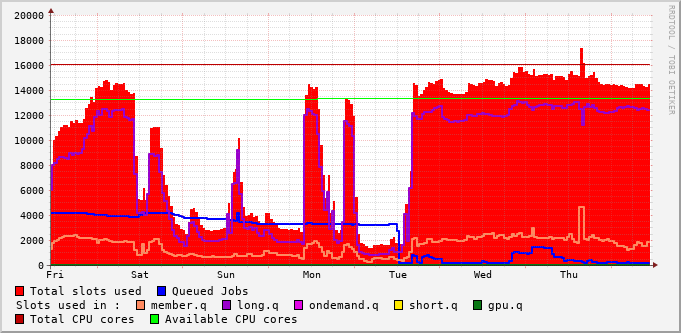 20000
18000
16000
14000
12000
10000
8000
6000
4000
2000
0
Fri Sat Sun Mon Tue Wed Thu
Total slots used Queued Jobs
Slots used in : member.q long.q ondemand.q short.q gpu.q
Total CPU cores Available CPU cores
RRDTOOL / TOBI OETIKER